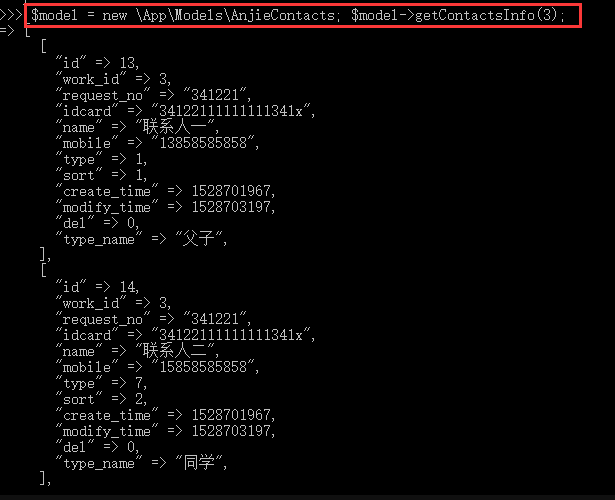 >>> $model = new \App\Models\AnjieContacts; $model->getContactsInfo(3);
=> [
[
"id" => 13,
"work_id" => 3,
"request_no" => "341221",
"idcard" => "34122111111111341x",
"name" => "联系人一",
"mobile" => "13858585858",
"type" => 1,
"sort" => 1,
"create_time" => 1528701967,
"modify_time" => 1528703197,
"del" => 0,
"type_name" => "父子",
],
[
"id" => 14,
"work_id" => 3,
"request_no" => "341221",
"idcard" => "34122111111111341x",
"name" => "联系人二",
"mobile" => "15858585858",
"type" => 7,
"sort" => 2,
"create_time" => 1528701967,
"modify_time" => 1528703197,
"del" => 0,
"type_name" => "同学",
],